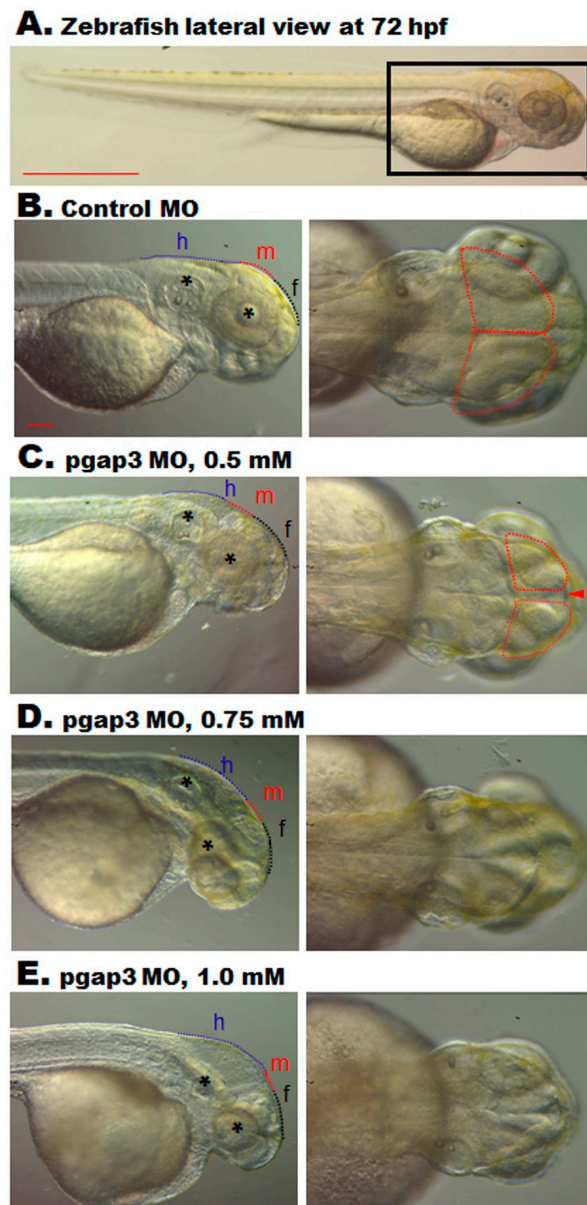 A. Zebrafish lateral view at 72 hpf
B. Control MO
h
m
f
*
*
C. pgap3 MO, 0.5 mM
h
m
f
*
*
D. pgap3 MO, 0.75 mM
h
m
f
*
*
E. pgap3 MO, 1.0 mM
h
m
f
*
*